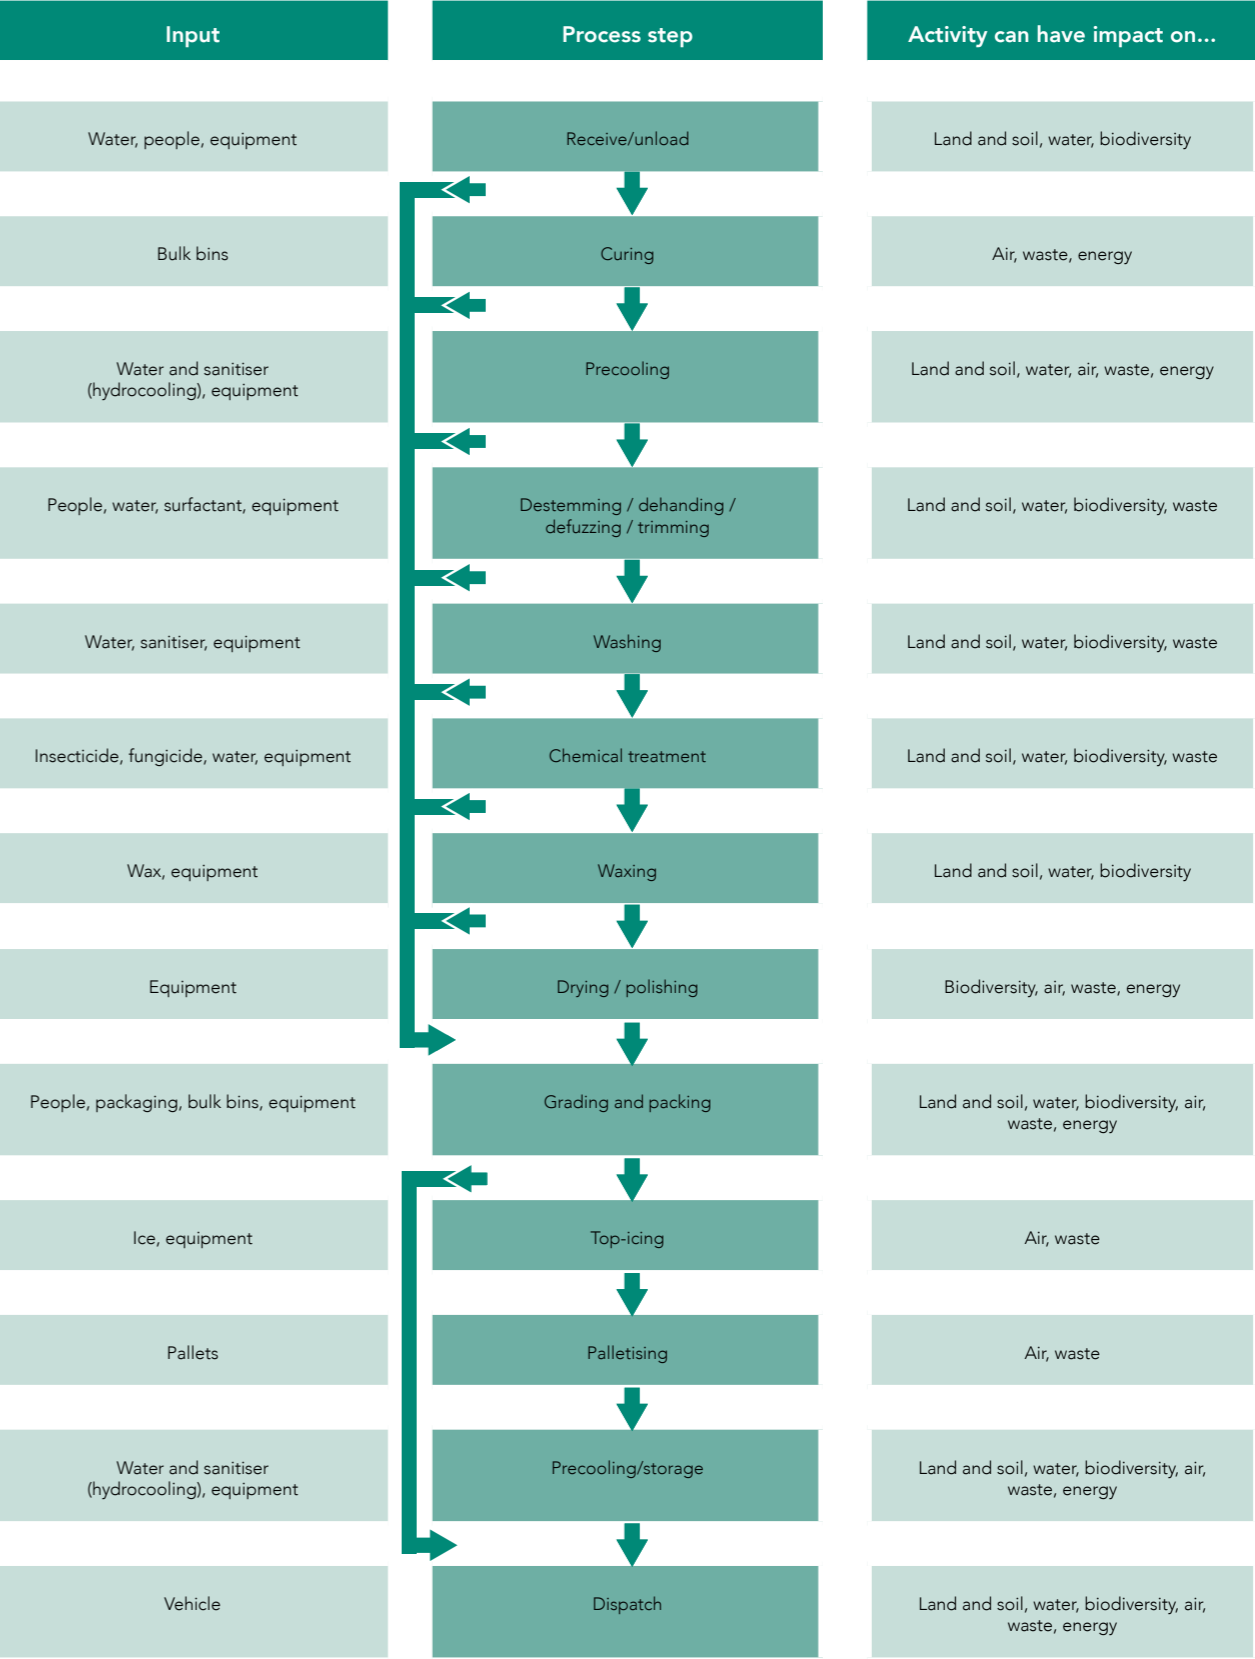 Input
Process step
Activity can have impact on...
Water, people, equipment
Receive/unload
Land and soil, water, biodiversity
Bulk bins
Curing
Air, waste, energy
Water and sanitiser
(hydrocooling), equipment
Precooling
Land and soil, water, air, waste, energy
People, water, surfactant, equipment
Destemming / dehanding /
defuzzing / trimming
Land and soil, water, biodiversity, waste
Water, sanitiser, equipment
Washing
Land and soil, water, biodiversity, waste
Insecticide, fungicide, water, equipment
Chemical treatment
Land and soil, water, biodiversity, waste
Wax, equipment
Waxing
Land and soil, water, biodiversity
Equipment
Drying / polishing
Biodiversity, air, waste, energy
People, packaging, bulk bins, equipment
Grading and packing
Land and soil, water, biodiversity, air,
waste, energy
Ice, equipment
Top-icing
Air, waste
Pallets
Palletising
Air, waste
Water and sanitiser
(hydrocooling), equipment
Precooling/storage
Land and soil, water, biodiversity, air,
waste, energy
Vehicle
Dispatch
Land and soil, water, biodiversity, air,
waste, energy